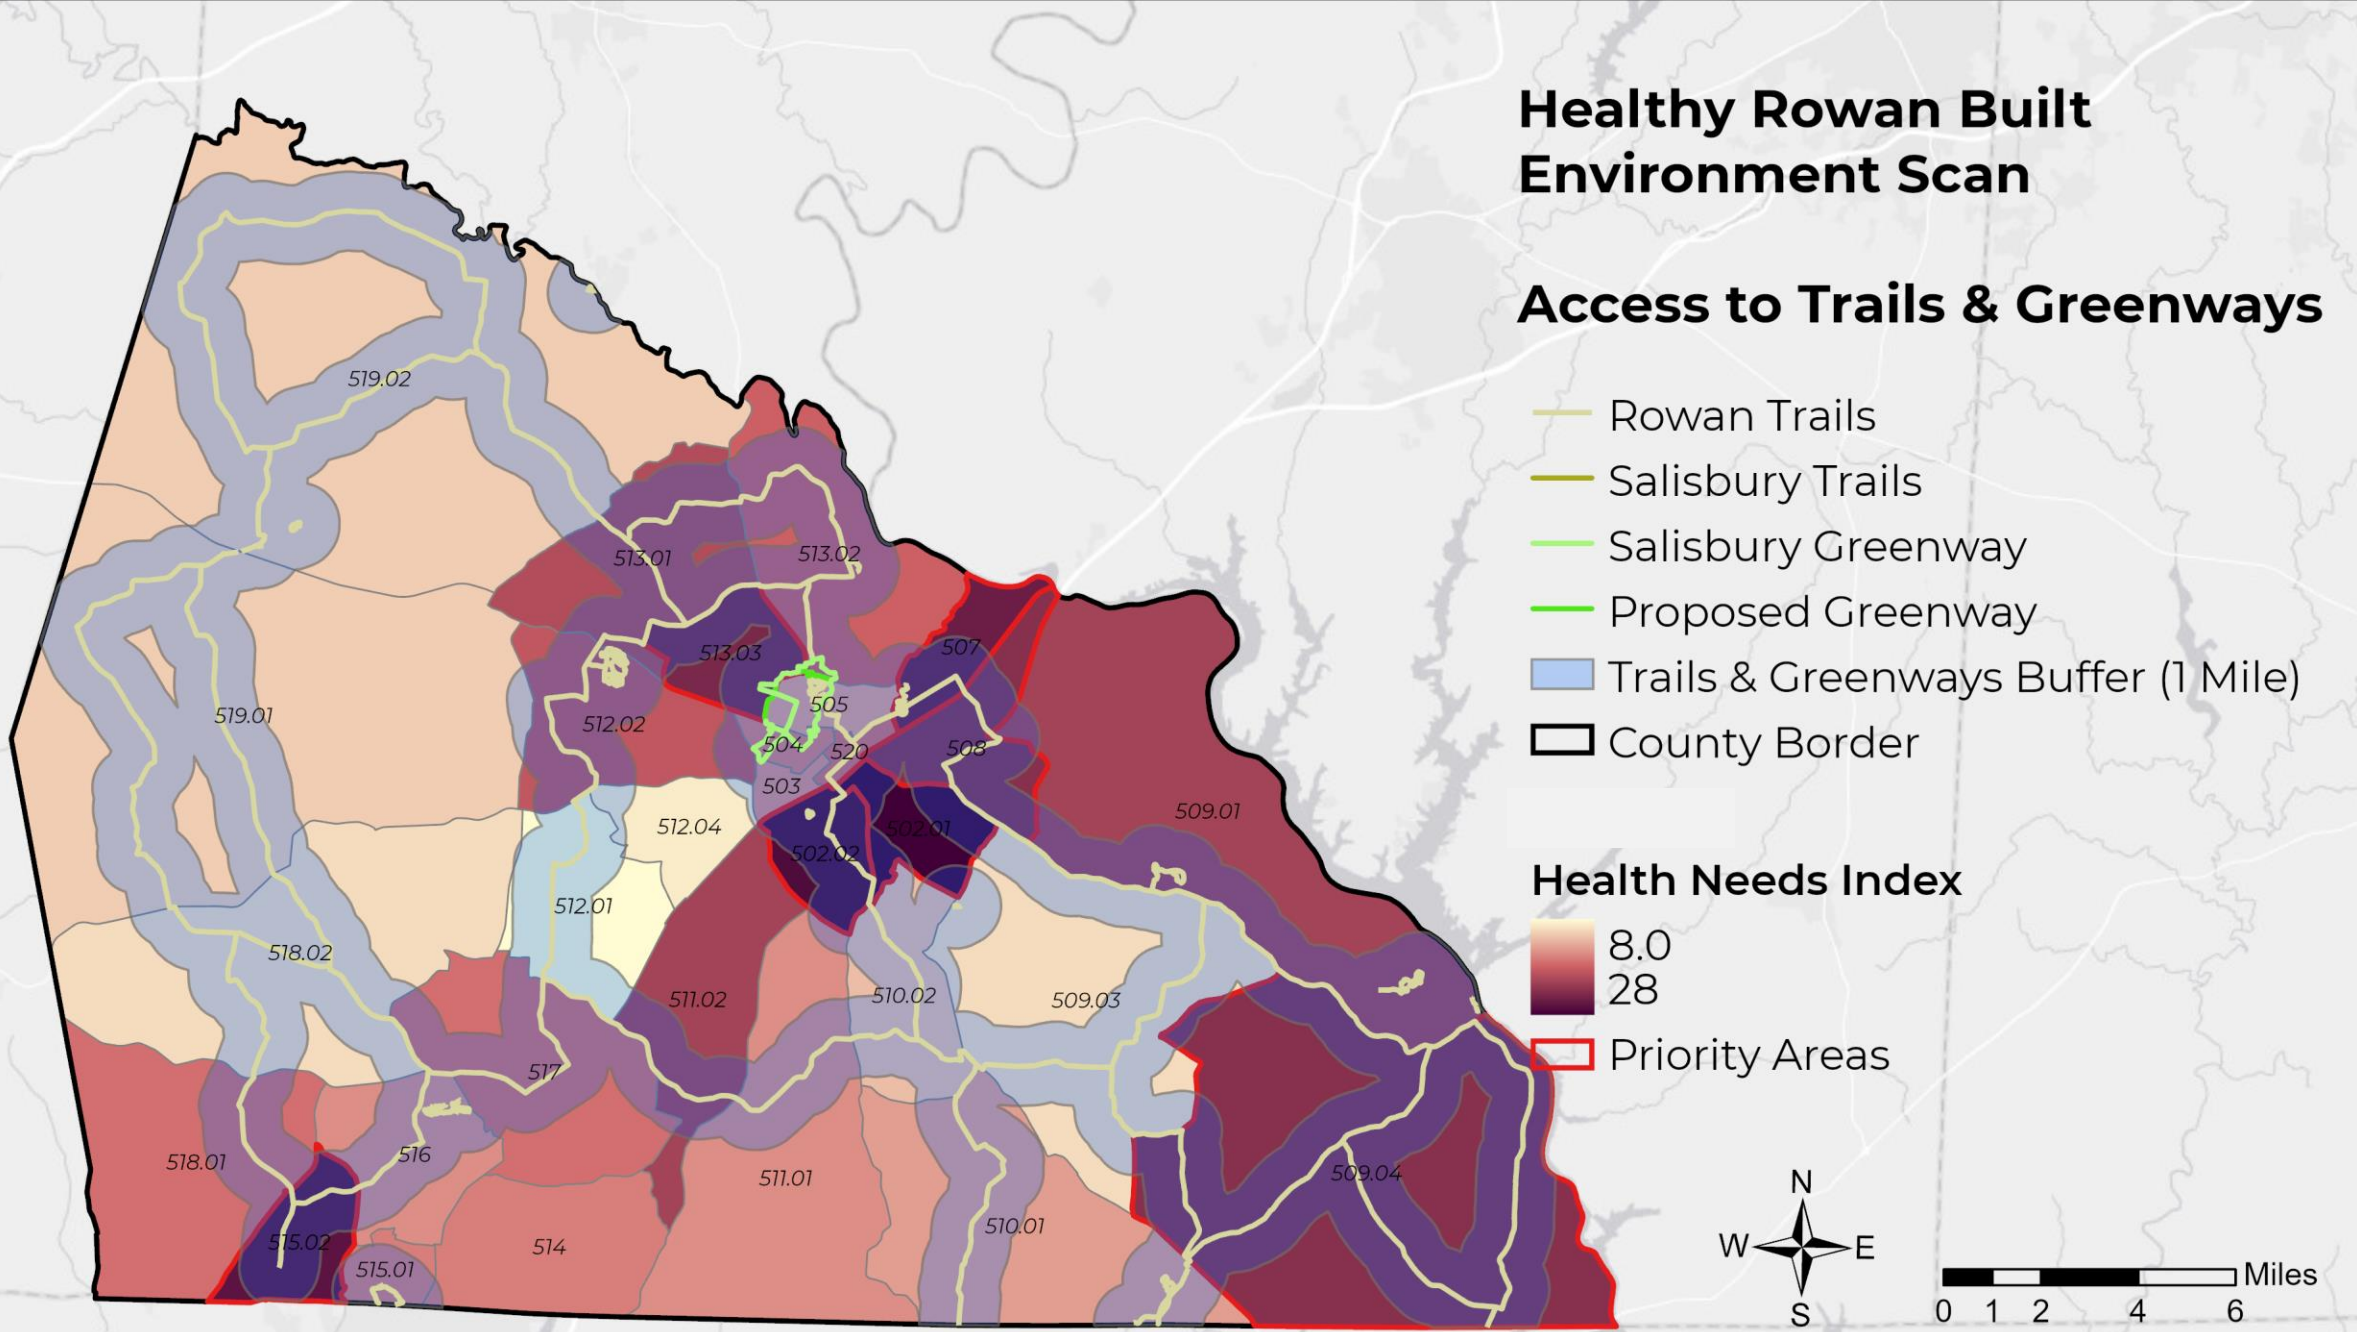 Healthy Rowan Built
Environment Scan
Access to Trails & Greenways
Rowan Trails
Salisbury Trails
Salisbury Greenway
Proposed Greenway
Trails & Greenways Buffer (1 Mile)
County Border
Health Needs Index
8.0
28
Priority Areas
N
W E
S
Miles
0 1 2 4 6
519.02
513.01
513.02
513.03
507
505
519.01
512.02
504
520
508
503
512.04
502.01
509.01
502.02
512.01
518.02
511.02
510.02
509.03
517
516
518.01
511.01
509.04
510.01
515.02
514
515.01